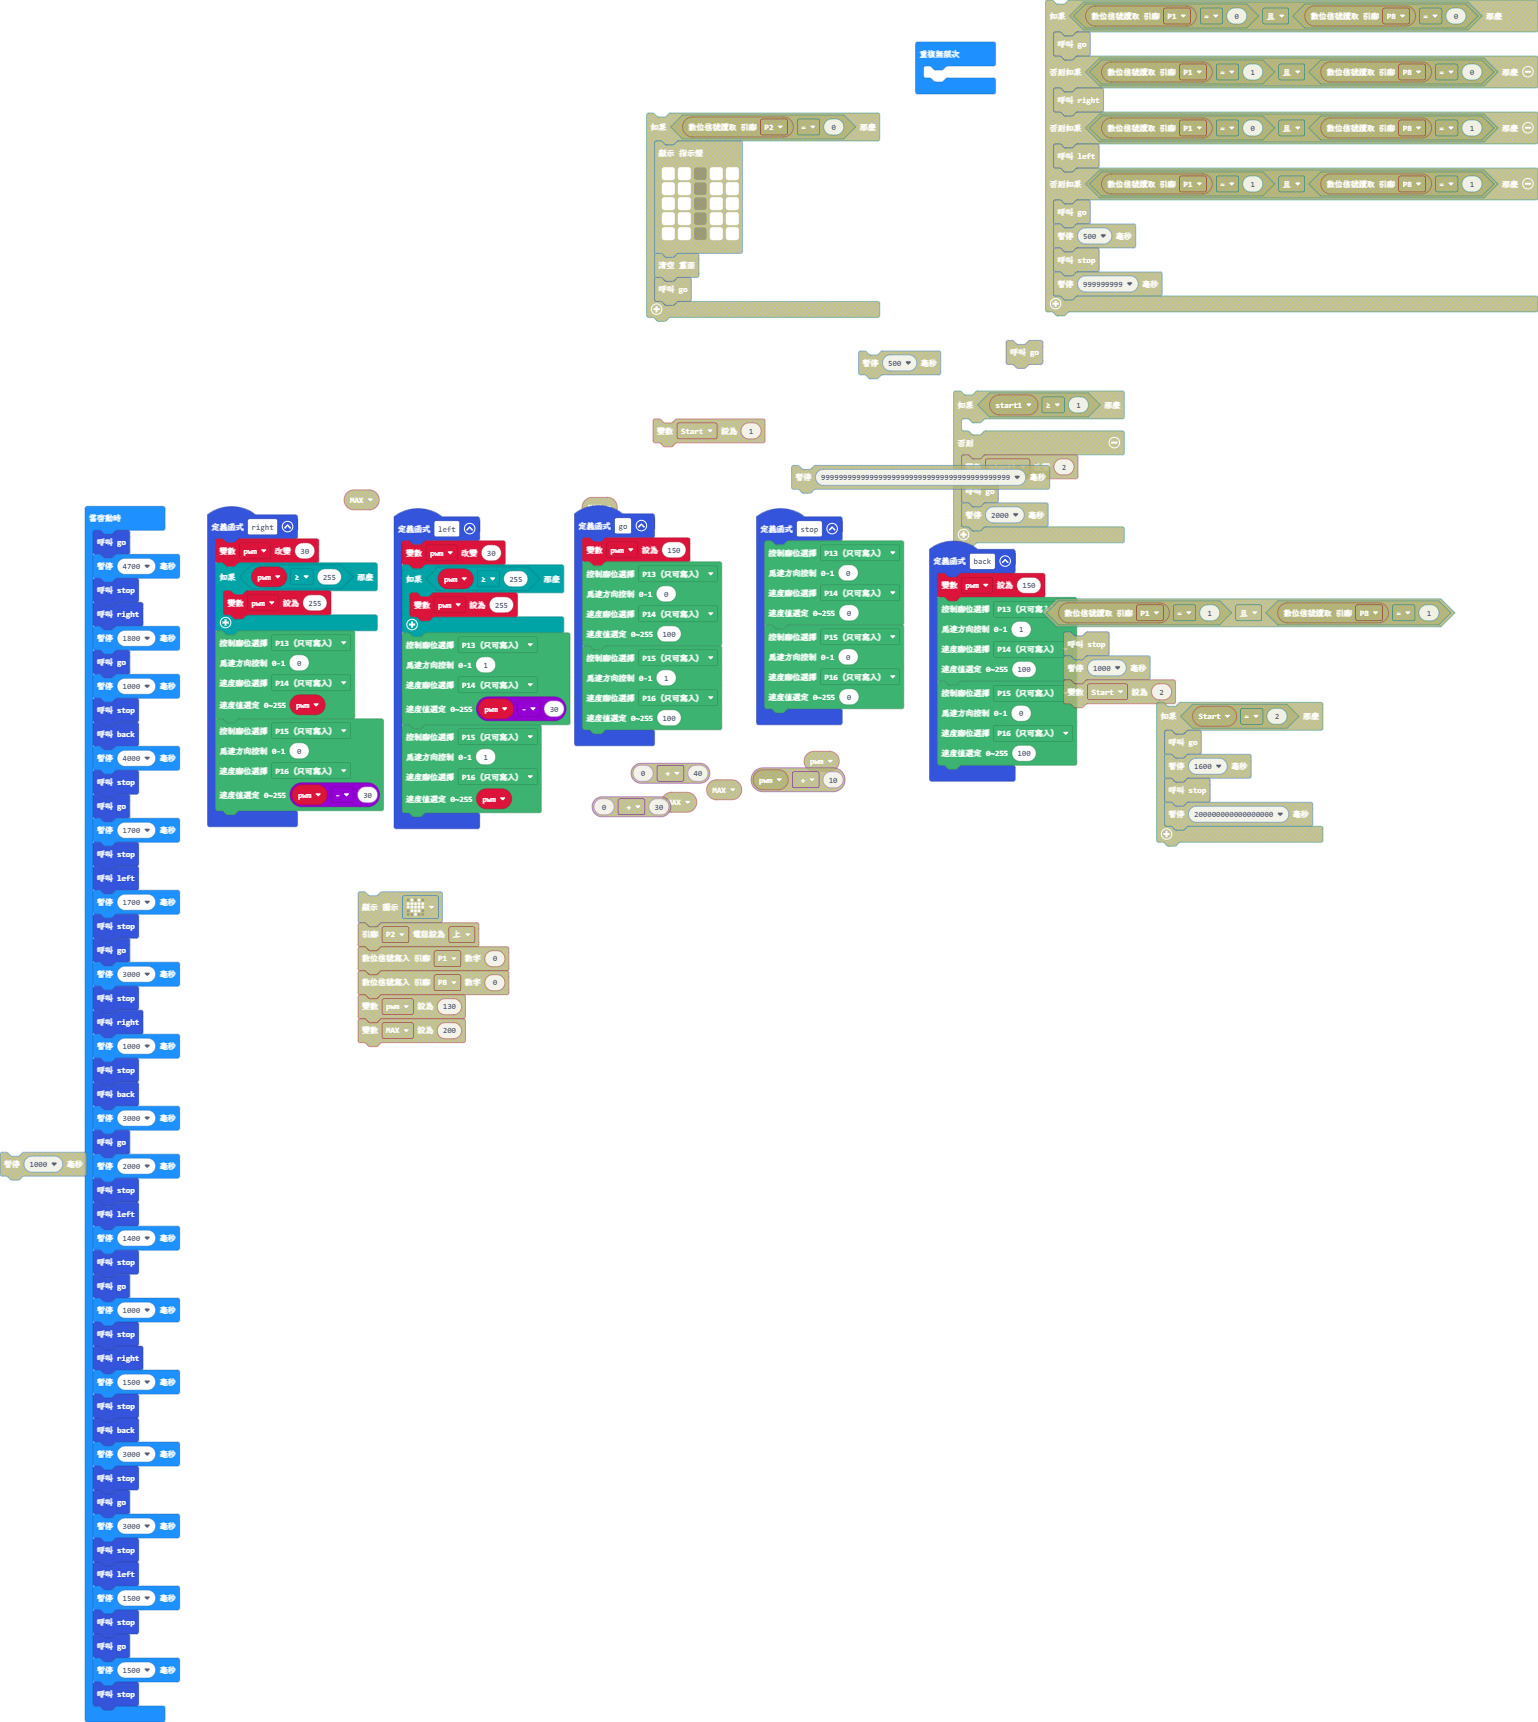 如果 數位信號讀取 引腳 P1 = 0 且 數位信號讀取 引腳 P8 = 0 那麼
呼叫 go
否則如果 數位信號讀取 引腳 P1 = 1 且 數位信號讀取 引腳 P8 = 0 那麼
呼叫 right
否則如果 數位信號讀取 引腳 P1 = 0 且 數位信號讀取 引腳 P8 = 1 那麼
呼叫 left
否則如果 數位信號讀取 引腳 P1 = 1 且 數位信號讀取 引腳 P8 = 1 那麼
呼叫 go
暫停 500 毫秒
呼叫 stop
暫停 999999999 毫秒
重複無限次
如果 數位信號讀取 引腳 P2 = 0 那麼
顯示 指示燈
清空 畫面
呼叫 go
暫停 500 毫秒
呼叫 go
變數 Start 設為 1
如果 start1 ≥ 1 那麼
否則
2
呼叫 go
暫停 2000 毫秒
暫停 毫秒
MAX
當啟動時
呼叫 go
暫停 4700 毫秒
呼叫 stop
呼叫 right
暫停 1800 毫秒
呼叫 go
暫停 1000 毫秒
呼叫 stop
呼叫 back
暫停 4000 毫秒
呼叫 stop
呼叫 go
暫停 1700 毫秒
呼叫 stop
呼叫 left
暫停 1700 毫秒
呼叫 stop
呼叫 go
暫停 3000 毫秒
呼叫 stop
呼叫 right
暫停 1000 毫秒
呼叫 stop
呼叫 back
暫停 3000 毫秒
呼叫 go
暫停 2000 毫秒
呼叫 stop
呼叫 left
暫停 1400 毫秒
呼叫 stop
呼叫 go
暫停 1000 毫秒
呼叫 stop
呼叫 right
暫停 1500 毫秒
呼叫 stop
呼叫 back
暫停 3000 毫秒
呼叫 stop
呼叫 go
暫停 3000 毫秒
呼叫 stop
呼叫 left
暫停 1500 毫秒
呼叫 stop
呼叫 go
暫停 1500 毫秒
呼叫 stop
暫停 1000 毫秒
定義函式 right
變數 pwm 改變 30
如果 pwm ≥ 255 那麼
變數 pwm 設為 255
控制腳位選擇 P13 (只可寫入)
馬達方向控制 0-1 0
速度腳位選擇 P14 (只可寫入)
速度值選定 0~255 pwm
控制腳位選擇 P15 (只可寫入)
馬達方向控制 0-1 0
速度腳位選擇 P16 (只可寫入)
速度值選定 0~255 pwm - 30
定義函式 left
變數 pwm 改變 30
如果 pwm ≥ 255 那麼
變數 pwm 設為 255
控制腳位選擇 P13 (只可寫入)
馬達方向控制 0-1 1
速度腳位選擇 P14 (只可寫入)
速度值選定 0~255 pwm - 30
控制腳位選擇 P15 (只可寫入)
馬達方向控制 0-1 1
速度腳位選擇 P16 (只可寫入)
速度值選定 0~255 pwm
定義函式 go
變數 pwm 設為 150
控制腳位選擇 P13 (只可寫入)
馬達方向控制 0-1 0
速度腳位選擇 P14 (只可寫入)
速度值選定 0~255 100
控制腳位選擇 P15 (只可寫入)
馬達方向控制 0-1 1
速度腳位選擇 P16 (只可寫入)
速度值選定 0~255 100
定義函式 stop
控制腳位選擇 P13 (只可寫入)
馬達方向控制 0-1 0
速度腳位選擇 P14 (只可寫入)
速度值選定 0~255 0
控制腳位選擇 P15 (只可寫入)
馬達方向控制 0-1 0
速度腳位選擇 P16 (只可寫入)
速度值選定 0~255 0
定義函式 back
變數 pwm 設為 150
控制腳位選擇 P13 (只可寫
馬達方向控制 0-1 1
速度腳位選擇 P14 (只可寫入)
速度值選定 0~255 100
控制腳位選擇 P15 (只可寫入)
馬達方向控制 0-1 0
速度腳位選擇 P16 (只可寫入)
速度值選定 0~255 100
數位信號讀取 引腳 P1 = 1 且 數位信號讀取 引腳 P8 = 1
呼叫 stop
暫停 1000 毫秒
變數 Start 設為 2
如果 Start = 2 那麼
呼叫 go
暫停 1600 毫秒
呼叫 stop
暫停 200000000000000000 毫秒
0 + 40
0 + 30
MAX
pwm
pwm + 10
顯示 圖示
引腳 P2 電阻設為 上
數位信號寫入 引腳 P1 數字 0
數位信號寫入 引腳 P8 數字 0
變數 pwm 設為 130
變數 MAX 設為 200